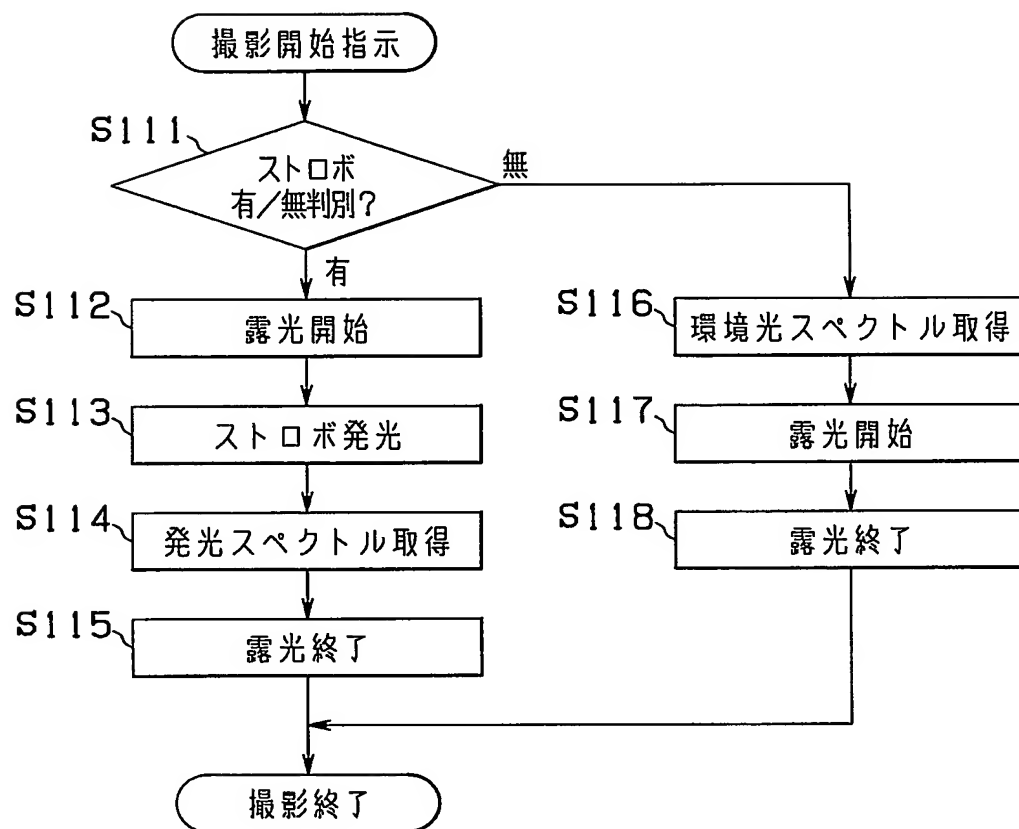 撮影開始指示
S111
ストロボ
有/無判別?
無
有
S112
露光開始
S113
ストロボ発光
S114
発光スペクトル取得
S115
露光終了
S116
環境光スペクトル取得
S117
露光開始
S118
露光終了
撮影終了